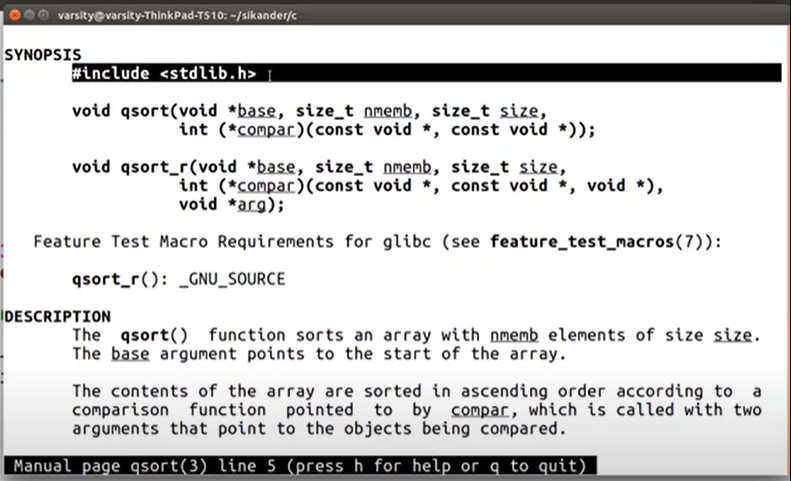 varsity@varsity-ThinkPad-TS10: ~/sikander/c
SYNOPSIS
#include <stdlib.h>
void qsort(void *base, size_t nmemb, size_t size,
int (*compar)(const void *, const void *));
void qsort_r(void *base, size_t nmemb, size_t size,
int (*compar)(const void *, const void *, void *),
void *arg);
Feature Test Macro Requirements for glibc (see feature_test_macros(7)):
qsort_r(): _GNU_SOURCE
DESCRIPTION
The qsort() function sorts an array with nmemb elements of size size.
The base argument points to the start of the array.
The contents of the array are sorted in ascending order according to a
comparison function pointed to by compar, which is called with two
arguments that point to the objects being compared.
Manual page qsort(3) line 5 (press h for help or q to quit)